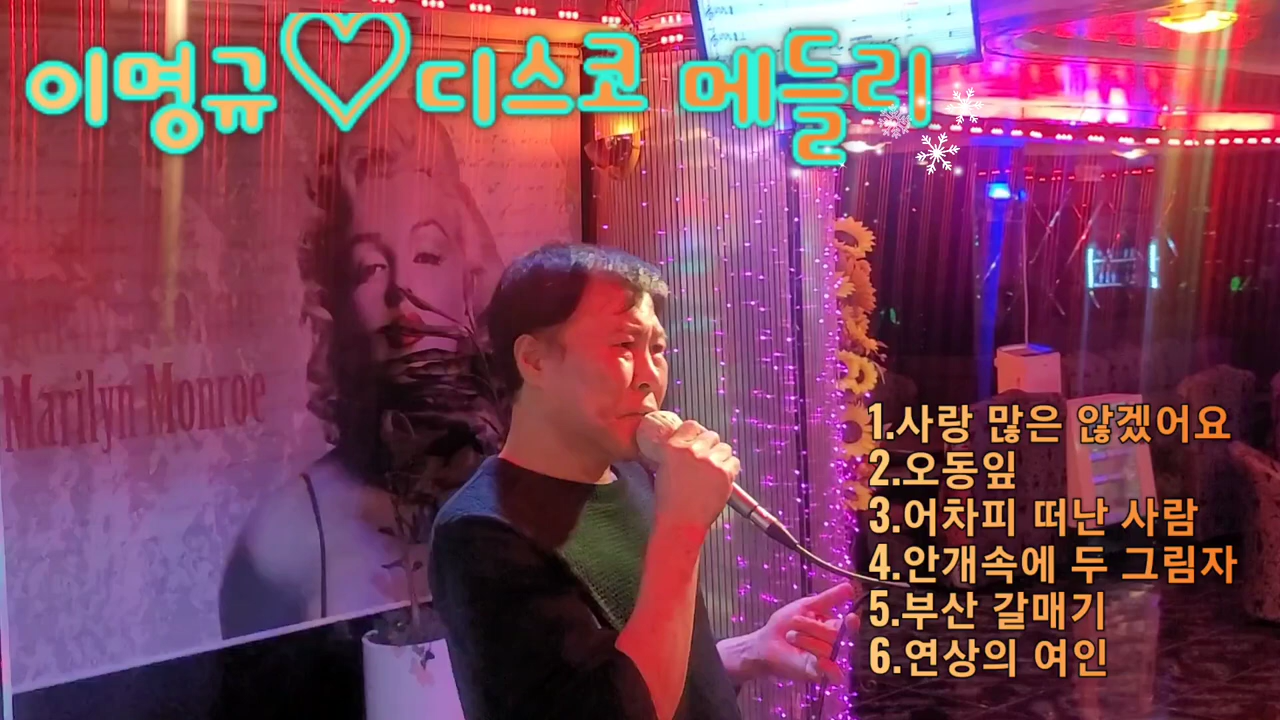 이명규♡디스코 메들리
Marilyn Monroe
1.사랑 많은 않겠어요
2.오동잎
3.어차피 떠난 사람
4.안개속에 두 그림자
5.부산 갈매기
6.연상의 여인